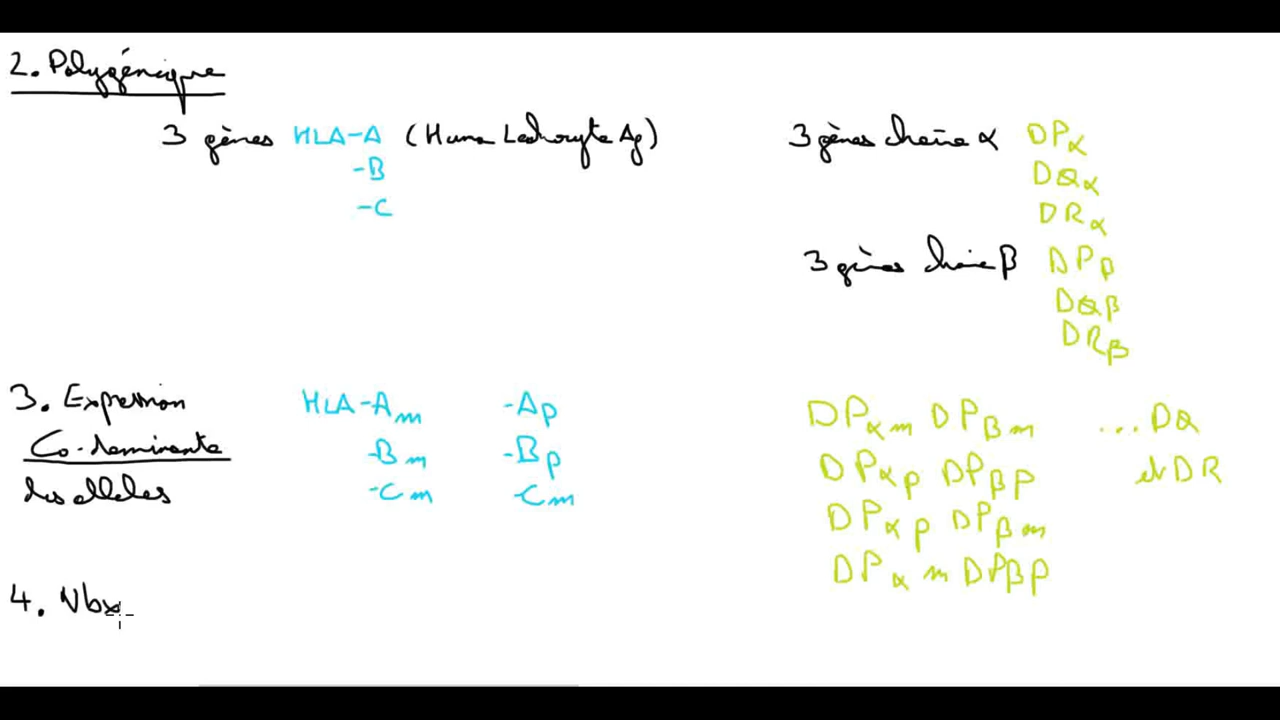 2. Polygénique
3 gènes HLA-A (Human Leukocyte Ag) 3 gènes chaîne α DPα
-B DQα
-C DRα
3 gènes chaîne β DPβ
DQβ
DRβ
3. Expression HLA-Am -Ap DPαm DPβm ...DQ
Co-dominante -Bm -Bp DPαp DPβp et DR
des allèles -Cm -Cm DPαp DPβm
DPαm DPβp
4. Nbx